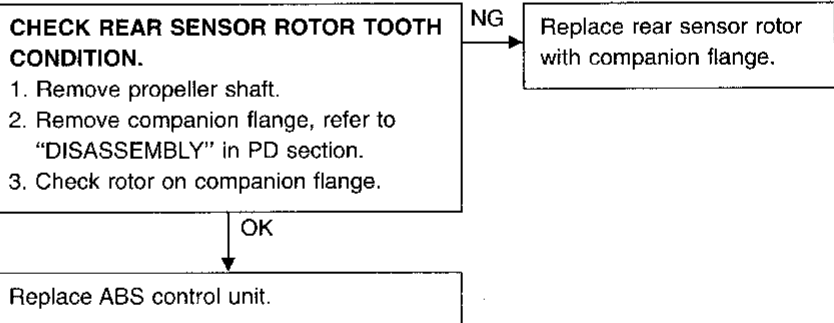 CHECK REAR SENSOR ROTOR TOOTH
CONDITION.
1. Remove propeller shaft.
2. Remove companion flange, refer to
"DISASSEMBLY" in PD section.
3. Check rotor on companion flange.
NG
Replace rear sensor rotor
with companion flange.
OK
Replace ABS control unit.